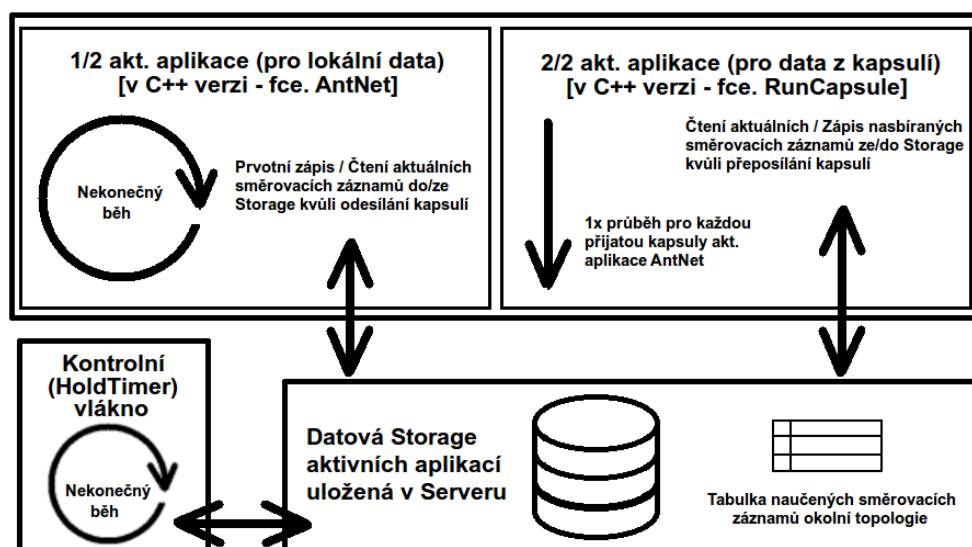 1/2 akt. aplikace (pro lokální data)
[v C++ verzi - fce. AntNet]
Nekonečný
běh
Prvotní zápis / Čtení aktuálních
směrovacích záznamů do/ze
Storage kvůli odesílání kapsulí
2/2 akt. aplikace (pro data z kapsulí)
[v C++ verzi - fce. RunCapsule]
Čtení aktuálních / Zápis nasbíraných
směrovacích záznamů ze/do Storage
kvůli přeposílání kapsulí
1x průběh pro každou
přijatou kapsuly akt.
aplikace AntNet
Kontrolní
(HoldTimer)
vlákno
Nekonečný
běh
Datová Storage
aktivních aplikací
uložená v Serveru
Tabulka naučených směrovacích
záznamů okolní topologie